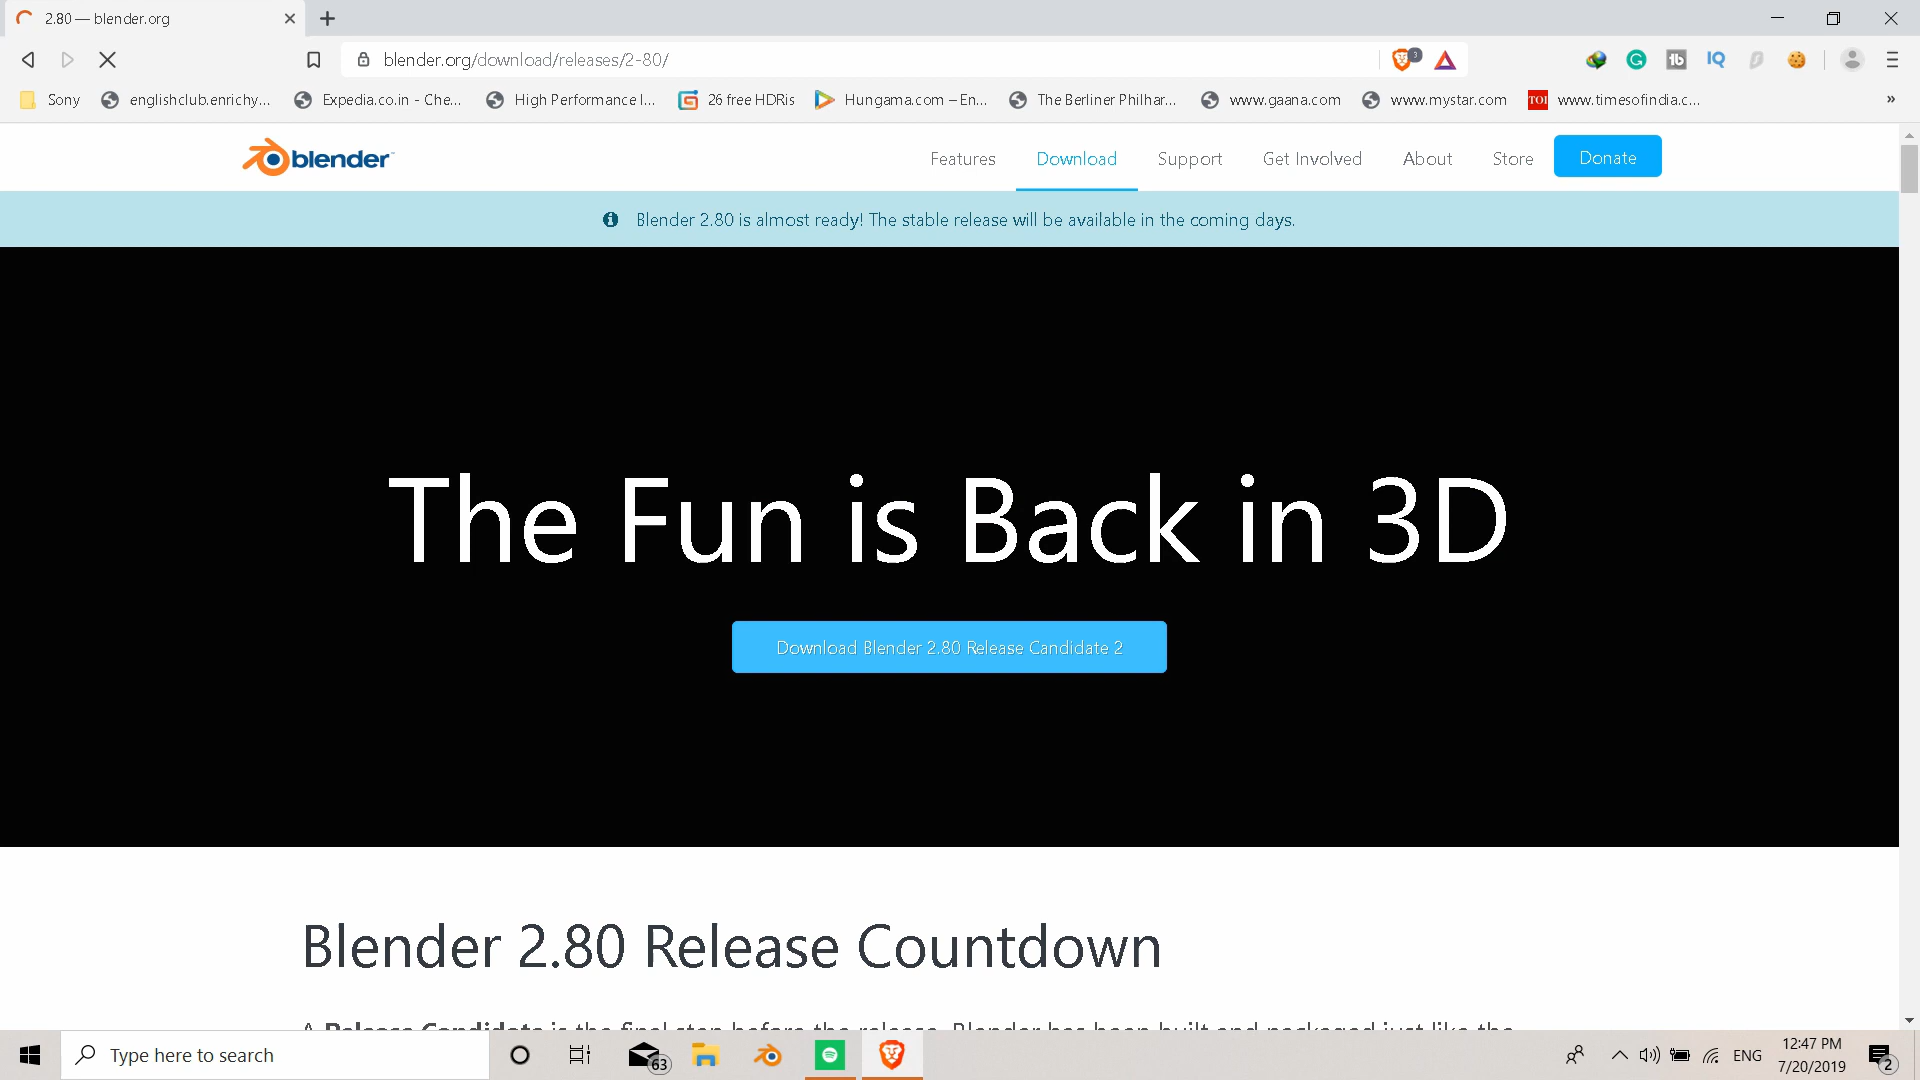 2.80 — blender.org
blender.org/download/releases/2-80/
3
Sony
englishclub.enrichy...
Expedia.co.in - Che...
High Performance I...
26 free HDRis
Hungama.com – En...
The Berliner Philhar...
www.gaana.com
www.mystar.com
TOI
www.timesofindia.c...
»
blender
Features
Download
Support
Get Involved
About
Store
Donate
Blender 2.80 is almost ready! The stable release will be available in the coming days.
The Fun is Back in 3D
Download Blender 2.80 Release Candidate 2
Blender 2.80 Release Countdown
A Release Candidate is the final step before the release. Blender has been built and packaged just like the
Type here to search
63
ENG
12:47 PM
7/20/2019
2